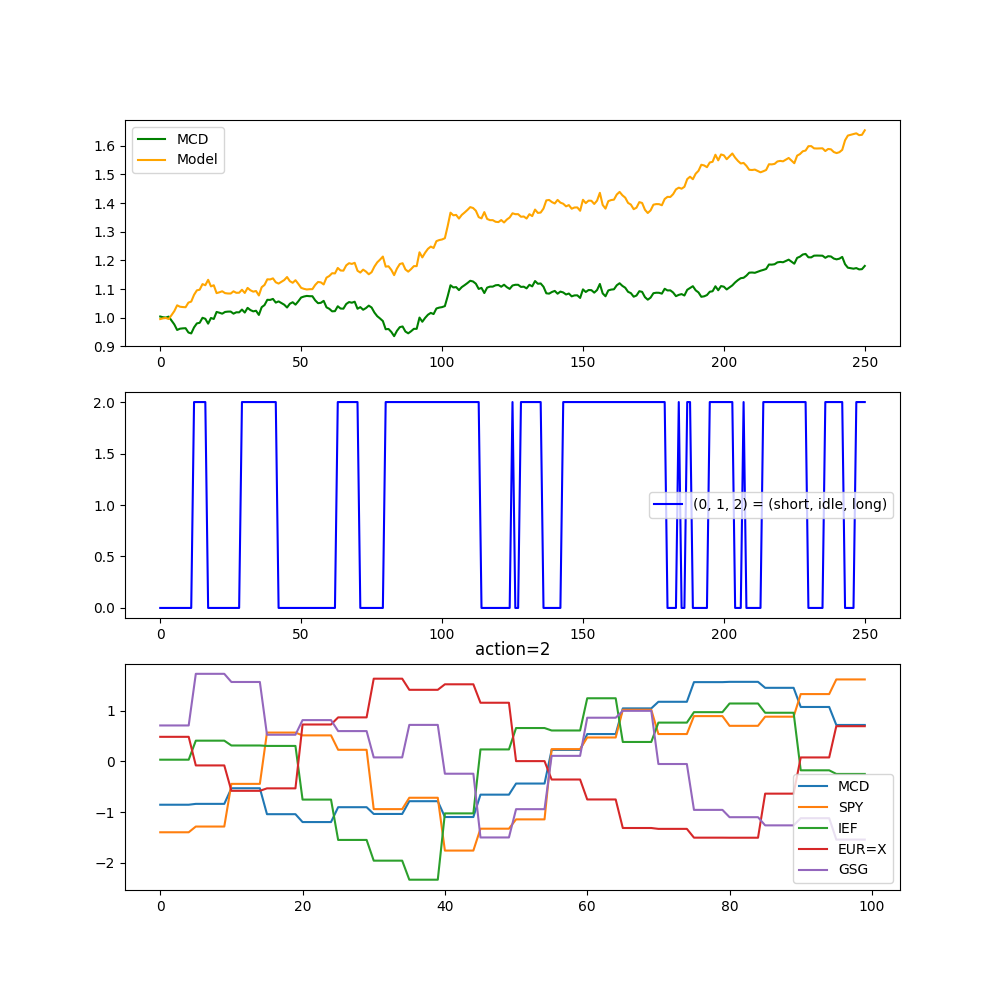 MCD
Model
1.6
1.5
1.4
1.3
1.2
1.1
1.0
0.9
0 50 100 150 200 250
2.0
1.5
1.0
0.5
0.0
(0, 1, 2) = (short, idle, long)
0 50 100 150 200 250
action=2
1
0
−1
−2
MCD
SPY
IEF
EUR=X
GSG
0 20 40 60 80 100